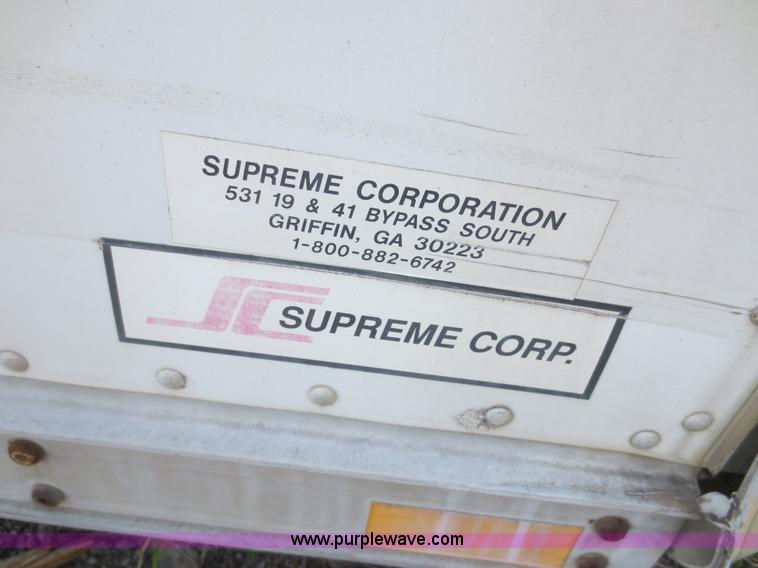 SUPREME CORPORATION
531 19 & 41 BYPASS SOUTH
GRIFFIN, GA 30223
1-800-882-6742
SC SUPREME CORP.
www.purplewave.com